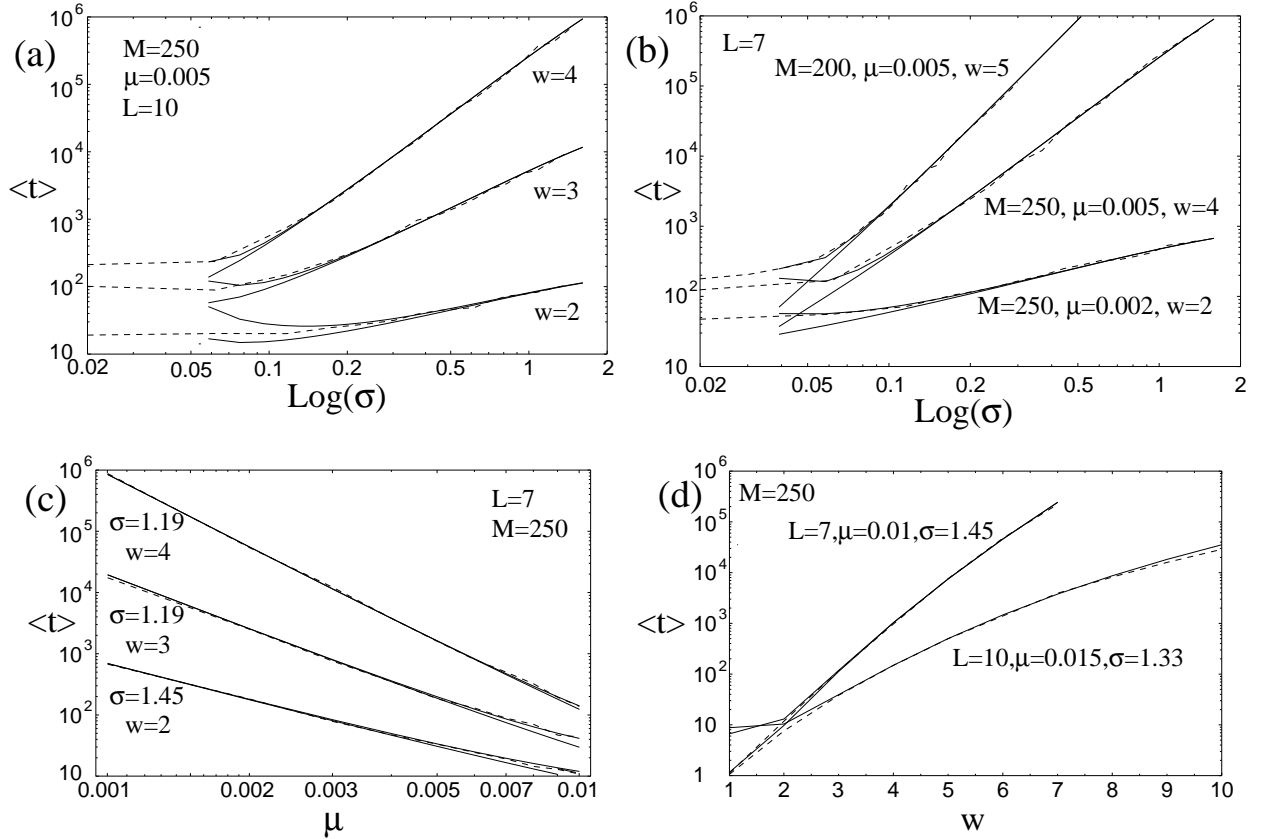 (a)
M=250
μ=0.005
L=10
w=4
w=3
w=2
<t>
10^6
10^5
10^4
10^3
10^2
10
0.02 0.05 0.1 0.2 0.5 1 2
Log(σ)
(b)
L=7
M=200, μ=0.005, w=5
M=250, μ=0.005, w=4
M=250, μ=0.002, w=2
<t>
10^6
10^5
10^4
10^3
10^2
10
0.02 0.05 0.1 0.2 0.5 1 2
Log(σ)
(c)
L=7
M=250
σ=1.19
w=4
σ=1.19
w=3
σ=1.45
w=2
<t>
10^6
10^5
10^4
10^3
10^2
10
0.001 0.002 0.003 0.005 0.007 0.01
μ
(d)
M=250
L=7,μ=0.01,σ=1.45
L=10,μ=0.015,σ=1.33
<t>
10^6
10^5
10^4
10^3
10^2
10
1
1 2 3 4 5 6 7 8 9 10
w